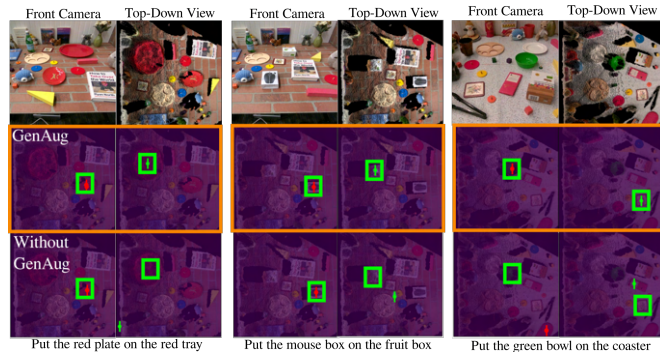 Front Camera Top-Down View Front Camera Top-Down View Front Camera Top-Down View
GenAug
Without
GenAug
Put the red plate on the red tray Put the mouse box on the fruit box Put the green bowl on the coaster